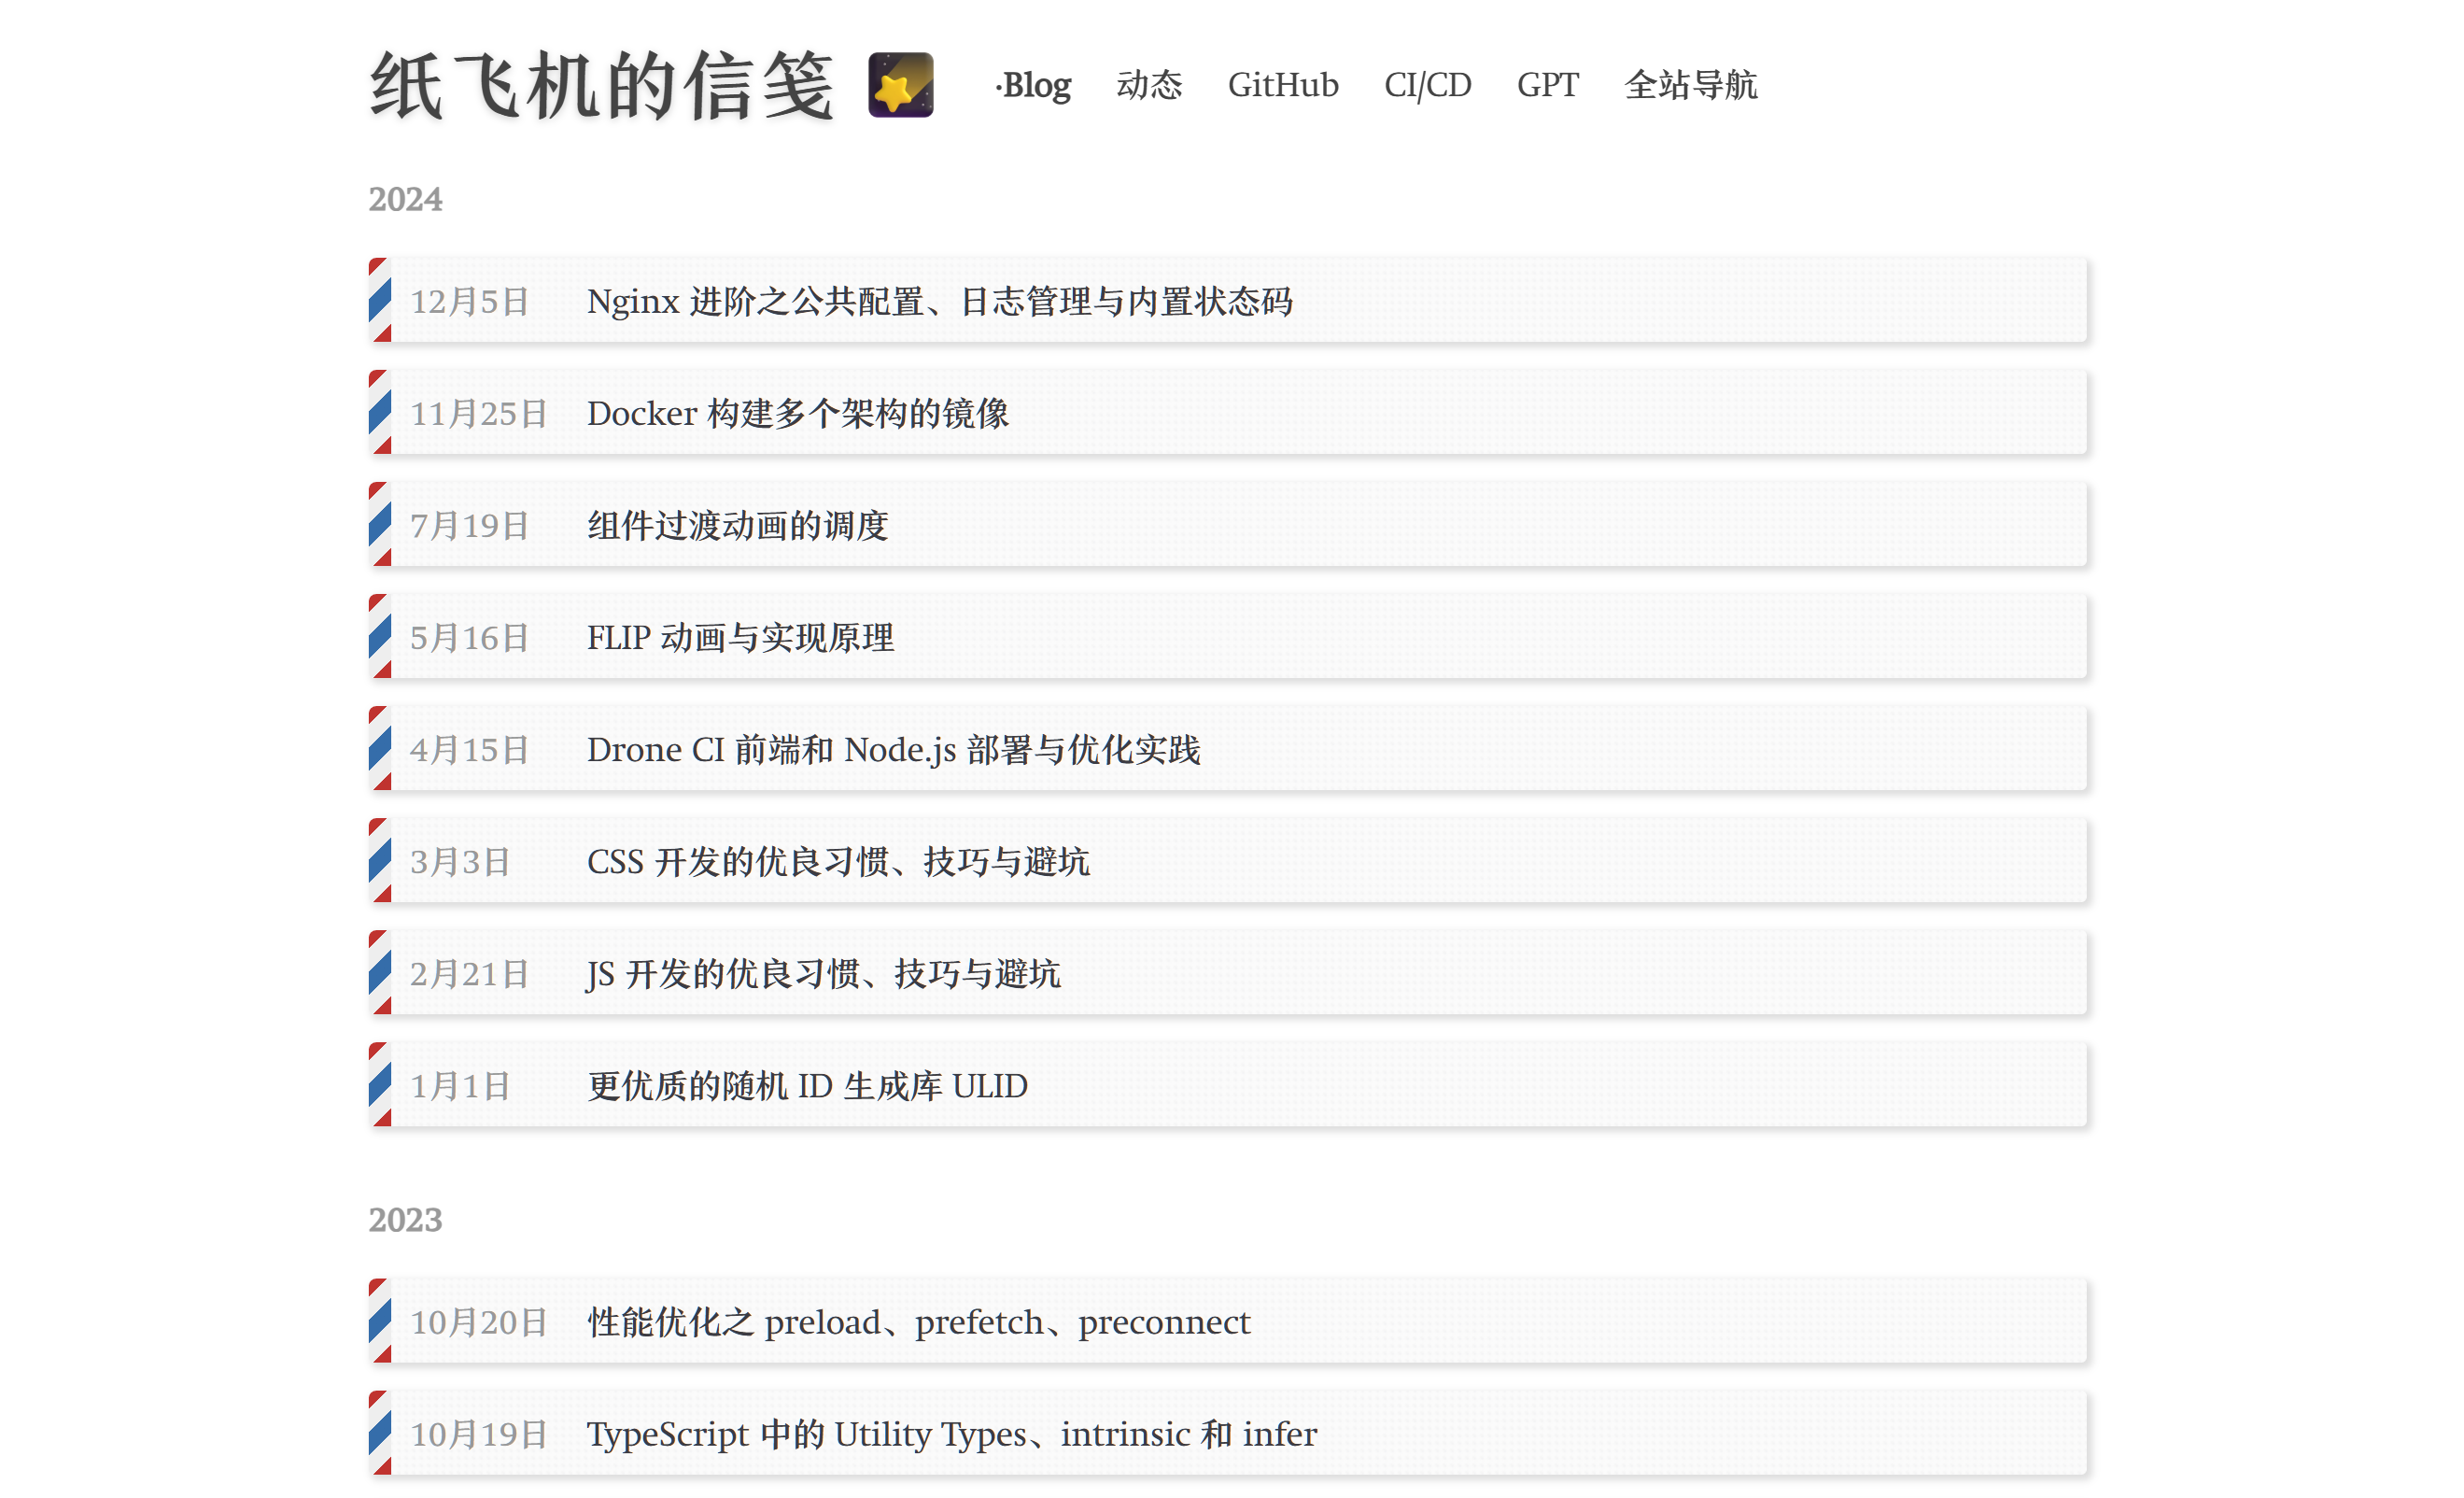 纸飞机的信笺 ·Blog 动态 GitHub CI/CD GPT 全站导航
2024
12月5日 Nginx 进阶之公共配置、日志管理与内置状态码
11月25日 Docker 构建多个架构的镜像
7月19日 组件过渡动画的调度
5月16日 FLIP 动画与实现原理
4月15日 Drone CI 前端和 Node.js 部署与优化实践
3月3日 CSS 开发的优良习惯、技巧与避坑
2月21日 JS 开发的优良习惯、技巧与避坑
1月1日 更优质的随机 ID 生成库 ULID
2023
10月20日 性能优化之 preload、prefetch、preconnect
10月19日 TypeScript 中的 Utility Types、intrinsic 和 infer